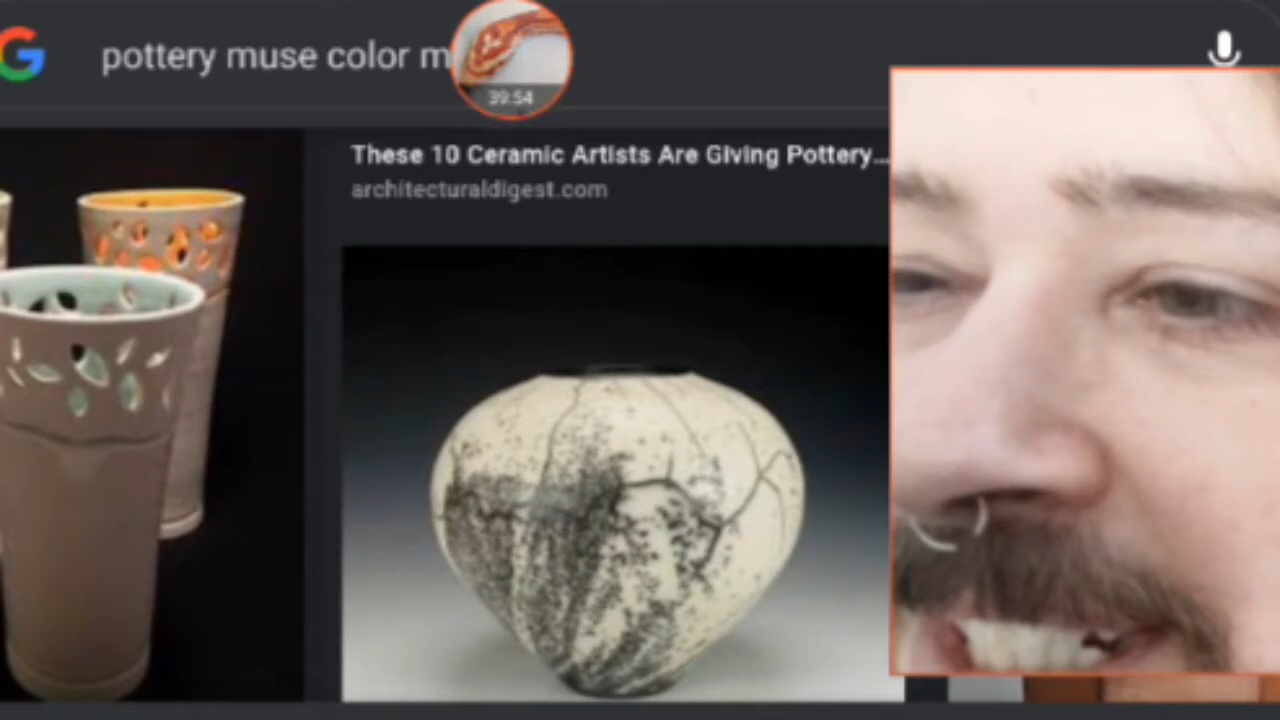 pottery muse color m
39:54
These 10 Ceramic Artists Are Giving Pottery...
architecturaldigest.com